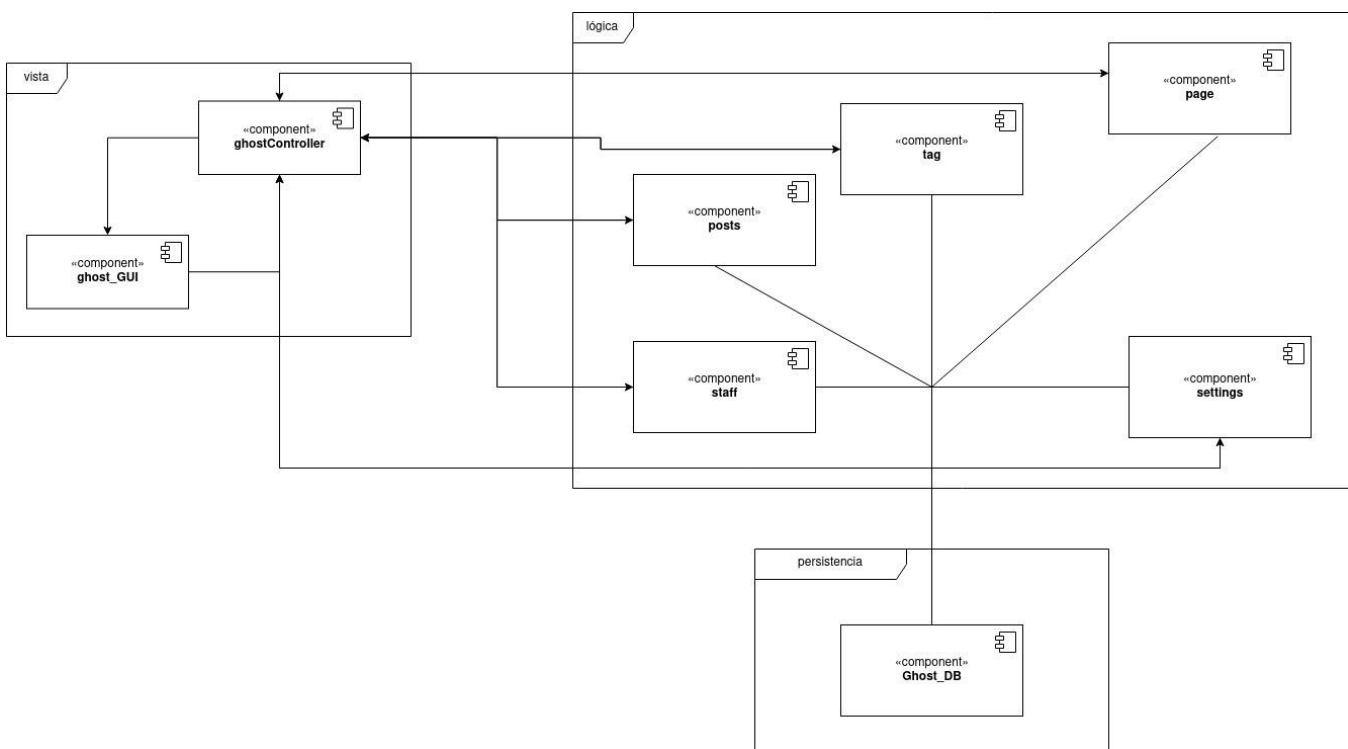 lógica
vista
«component»
page
«component»
ghostController
«component»
tag
«component»
posts
«component»
ghost_GUI
«component»
staff
«component»
settings
persistencia
«component»
Ghost_DB